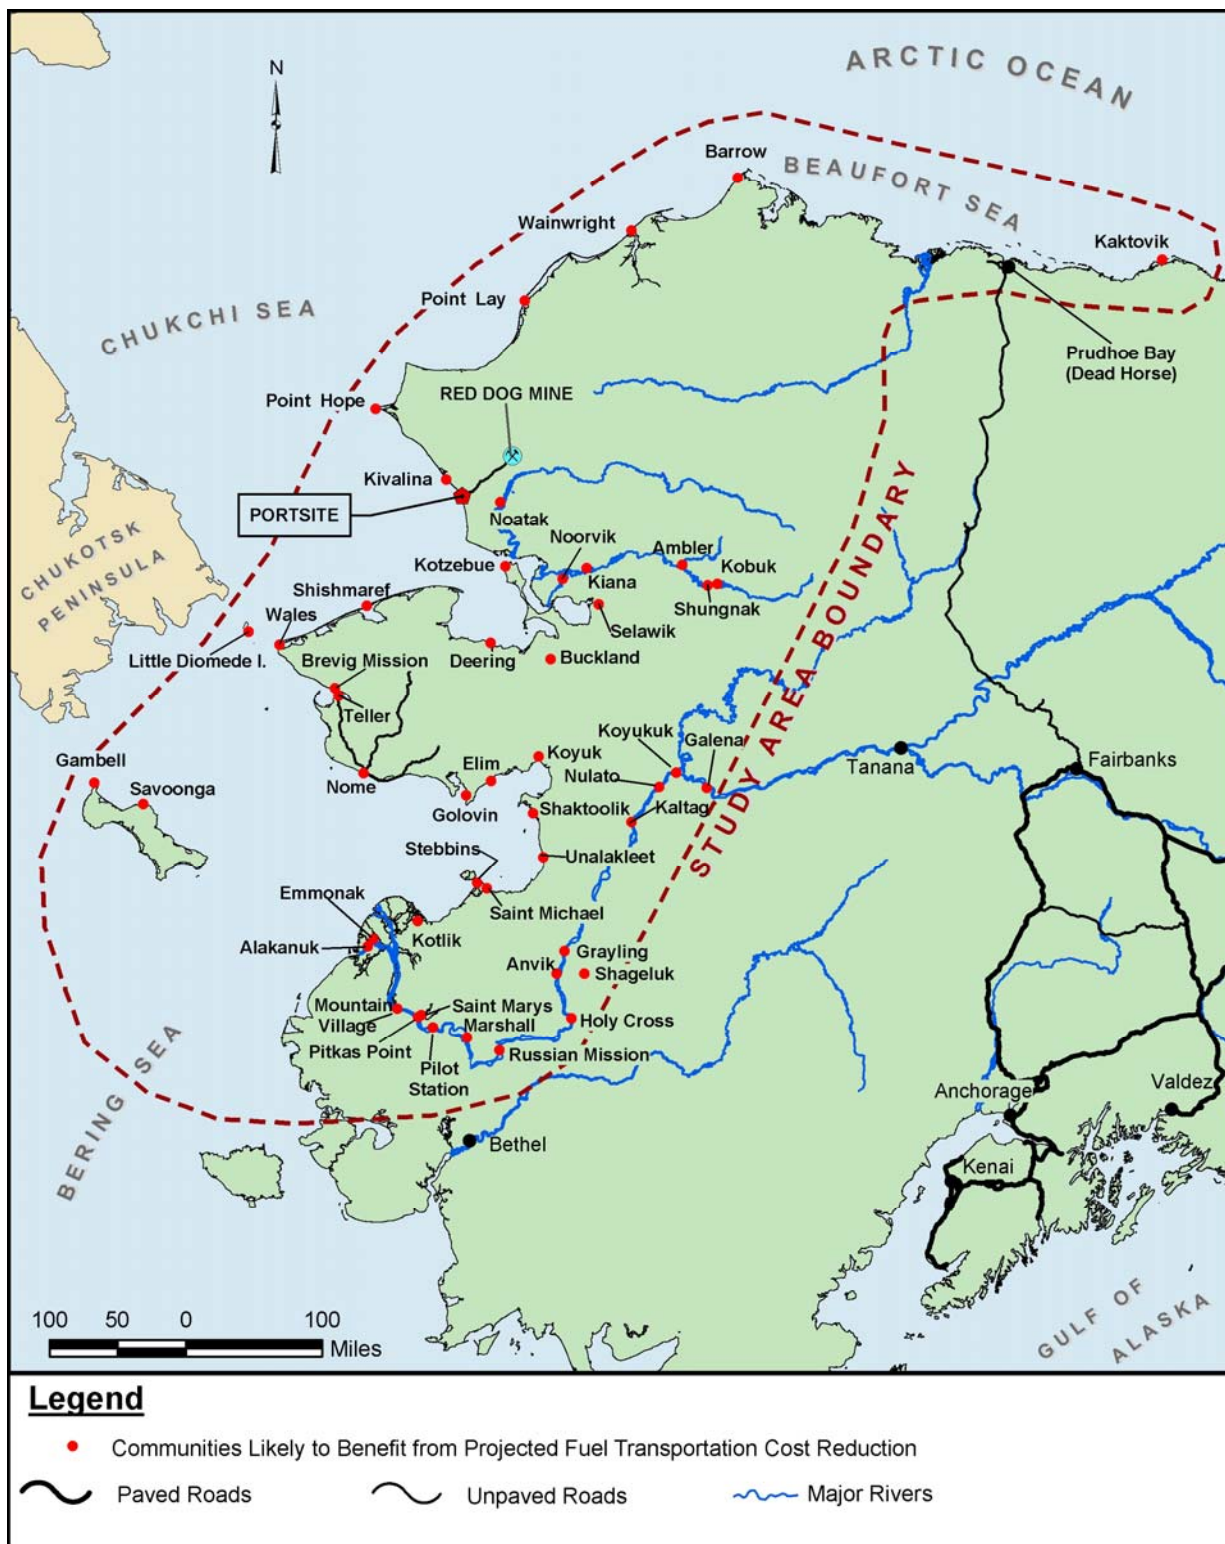 ARCTIC OCEAN
N
Barrow
BEAUFORT SEA
Wainwright
Kaktovik
Point Lay
CHUKCHI SEA
Prudhoe Bay
(Dead Horse)
Point Hope
RED DOG MINE
Kivalina
PORTSITE
Noatak
Noorvik
Ambler
Kotzebue
Kiana
Kobuk
Shishmaref
Shungnak
CHUKOTSK
PENINSULA
Wales
Selawik
Little Diomede I.
Brevig Mission
Deering
Buckland
STUDY AREA BOUNDARY
Teller
Koyukuk
Galena
Gambell
Koyuk
Elim
Nulato
Tanana
Fairbanks
Savoonga
Nome
Golovin
Shaktoolik
Kaltag
Stebbins
Unalakleet
Emmonak
Saint Michael
Alakanuk
Kotlik
Grayling
Anvik
Shageluk
Mountain
Village
Saint Marys
Marshall
Holy Cross
Pitkas Point
Russian Mission
Pilot
Station
BERING SEA
Anchorage
Valdez
Bethel
Kenai
GULF OF
ALASKA
100 50 0 100
Miles
Legend
Communities Likely to Benefit from Projected Fuel Transportation Cost Reduction
Paved Roads
Unpaved Roads
Major Rivers